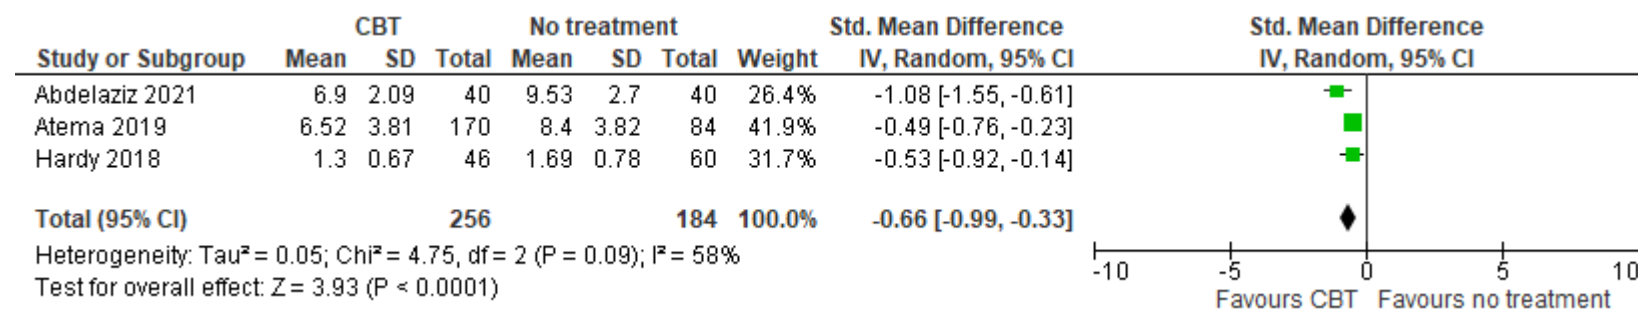 CBT No treatment Std. Mean Difference Std. Mean Difference
Study or Subgroup Mean SD Total Mean SD Total Weight IV, Random, 95% CI IV, Random, 95% CI
Abdelaziz 2021 6.9 2.09 40 9.53 2.7 40 26.4% -1.08 [-1.55, -0.61]
Atema 2019 6.52 3.81 170 8.4 3.82 84 41.9% -0.49 [-0.76, -0.23]
Hardy 2018 1.3 0.67 46 1.69 0.78 60 31.7% -0.53 [-0.92, -0.14]
Total (95% CI) 256 184 100.0% -0.66 [-0.99, -0.33]
Heterogeneity: Tau² = 0.05; Chi² = 4.75, df = 2 (P = 0.09); I² = 58%
Test for overall effect: Z = 3.93 (P < 0.0001)
-10 -5 0 5 10
Favours CBT Favours no treatment